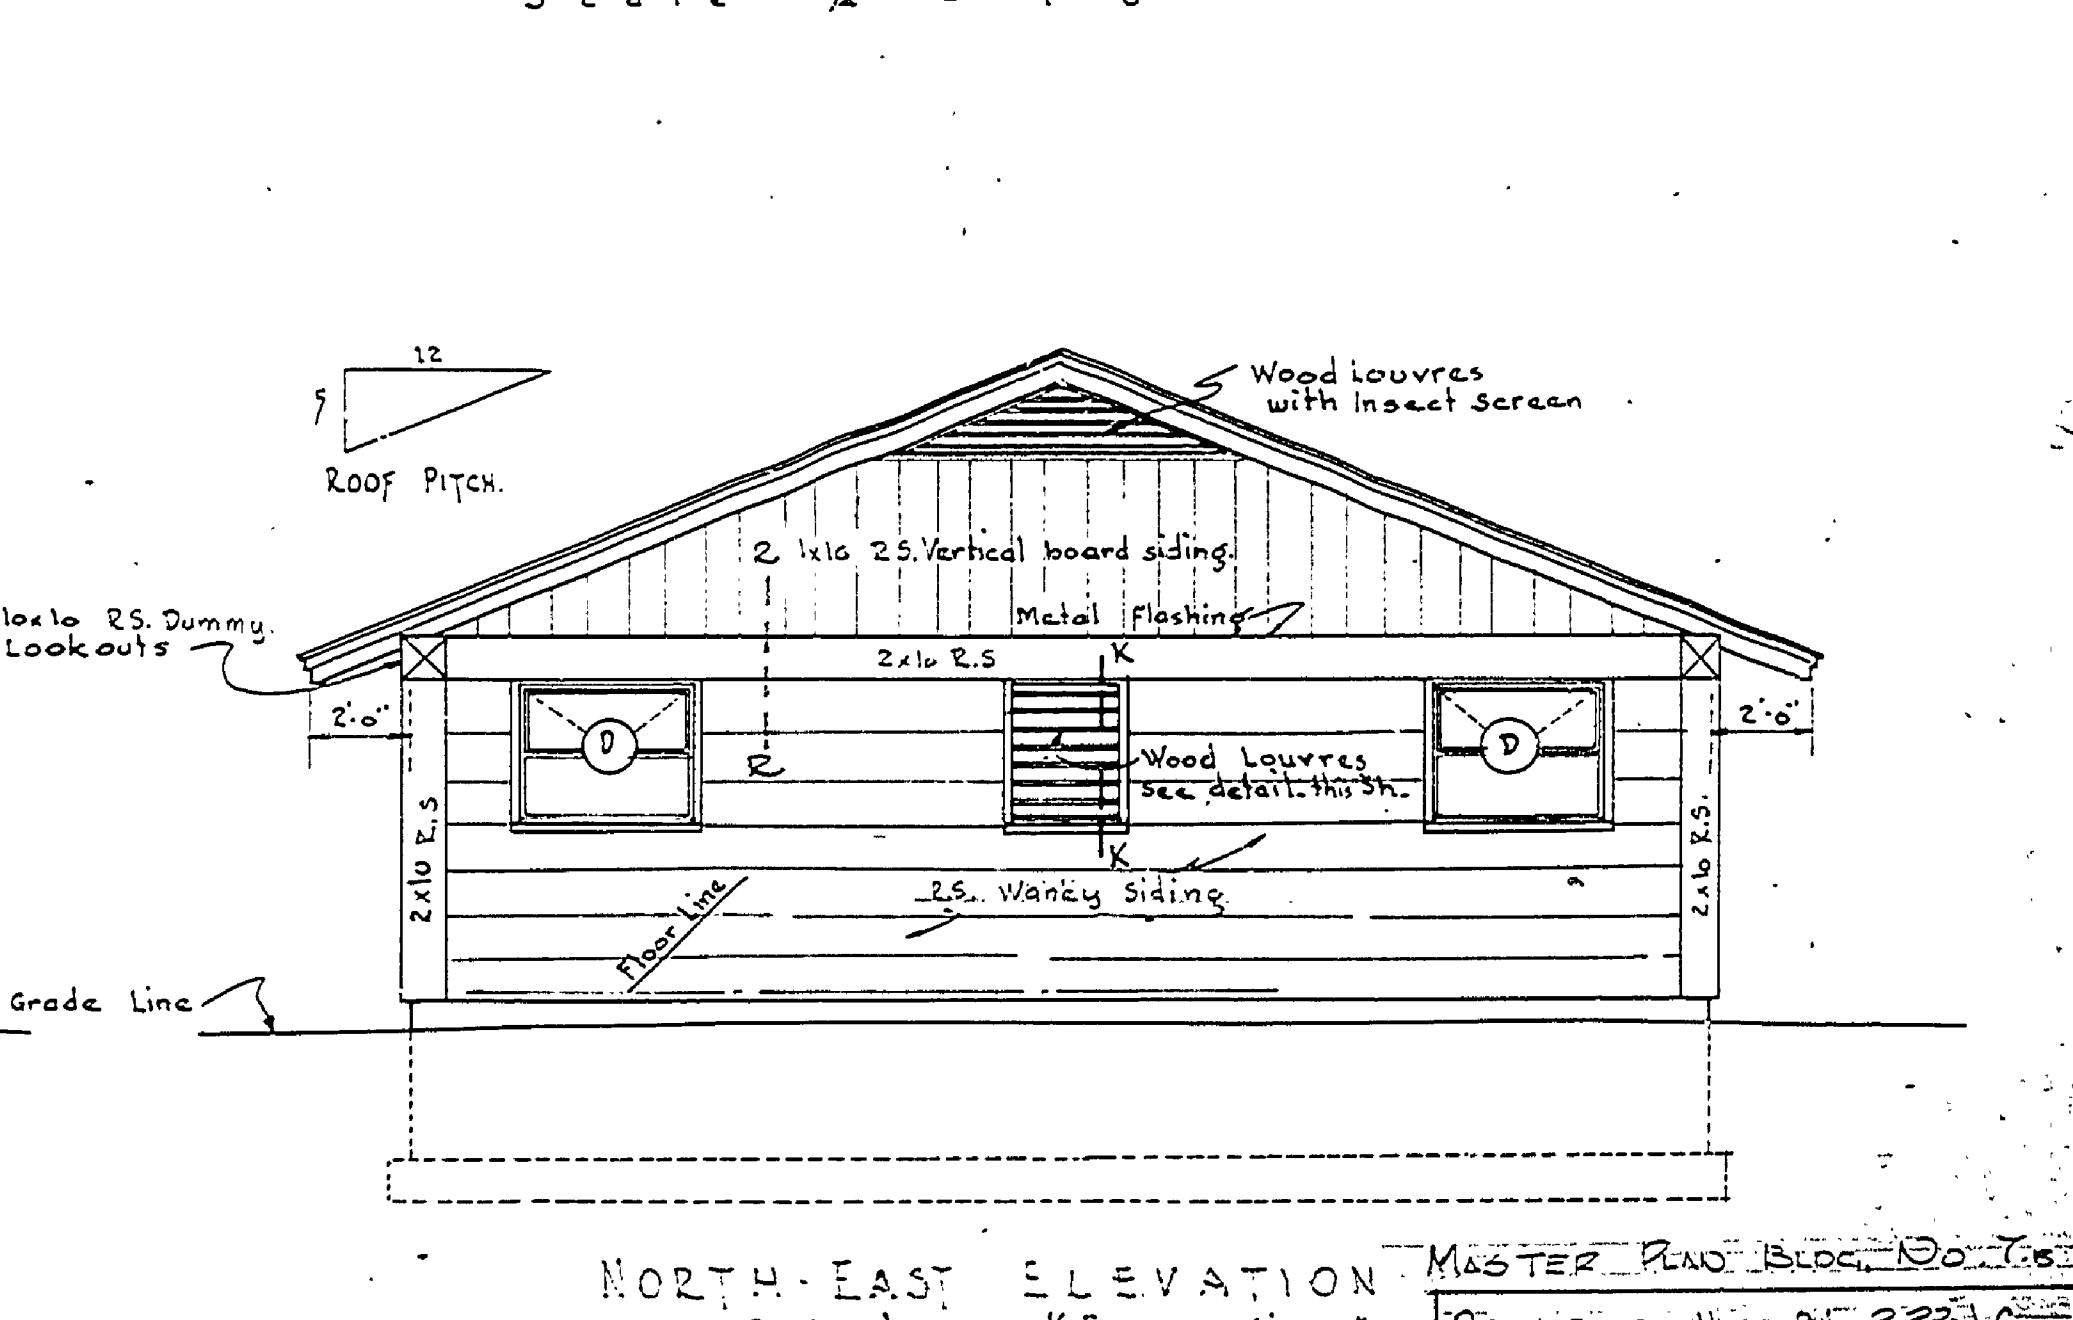 12
5
ROOF PITCH.
Wood Louvres
with Insect Screen
R 1x10 R.S. Vertical board siding.
10x10 R.S. Dummy.
Lookouts
Metal Flashing
2x10 R.S
K
2'-0"
2'-0"
D
D
R
Wood Louvres
see detail this Sh.
2x10 R.S
2x10 R.S.
K
R.S. Waney Siding
Floor Line
Grade Line
NORTH-EAST ELEVATION
MASTER PLAN BLDG. NO.